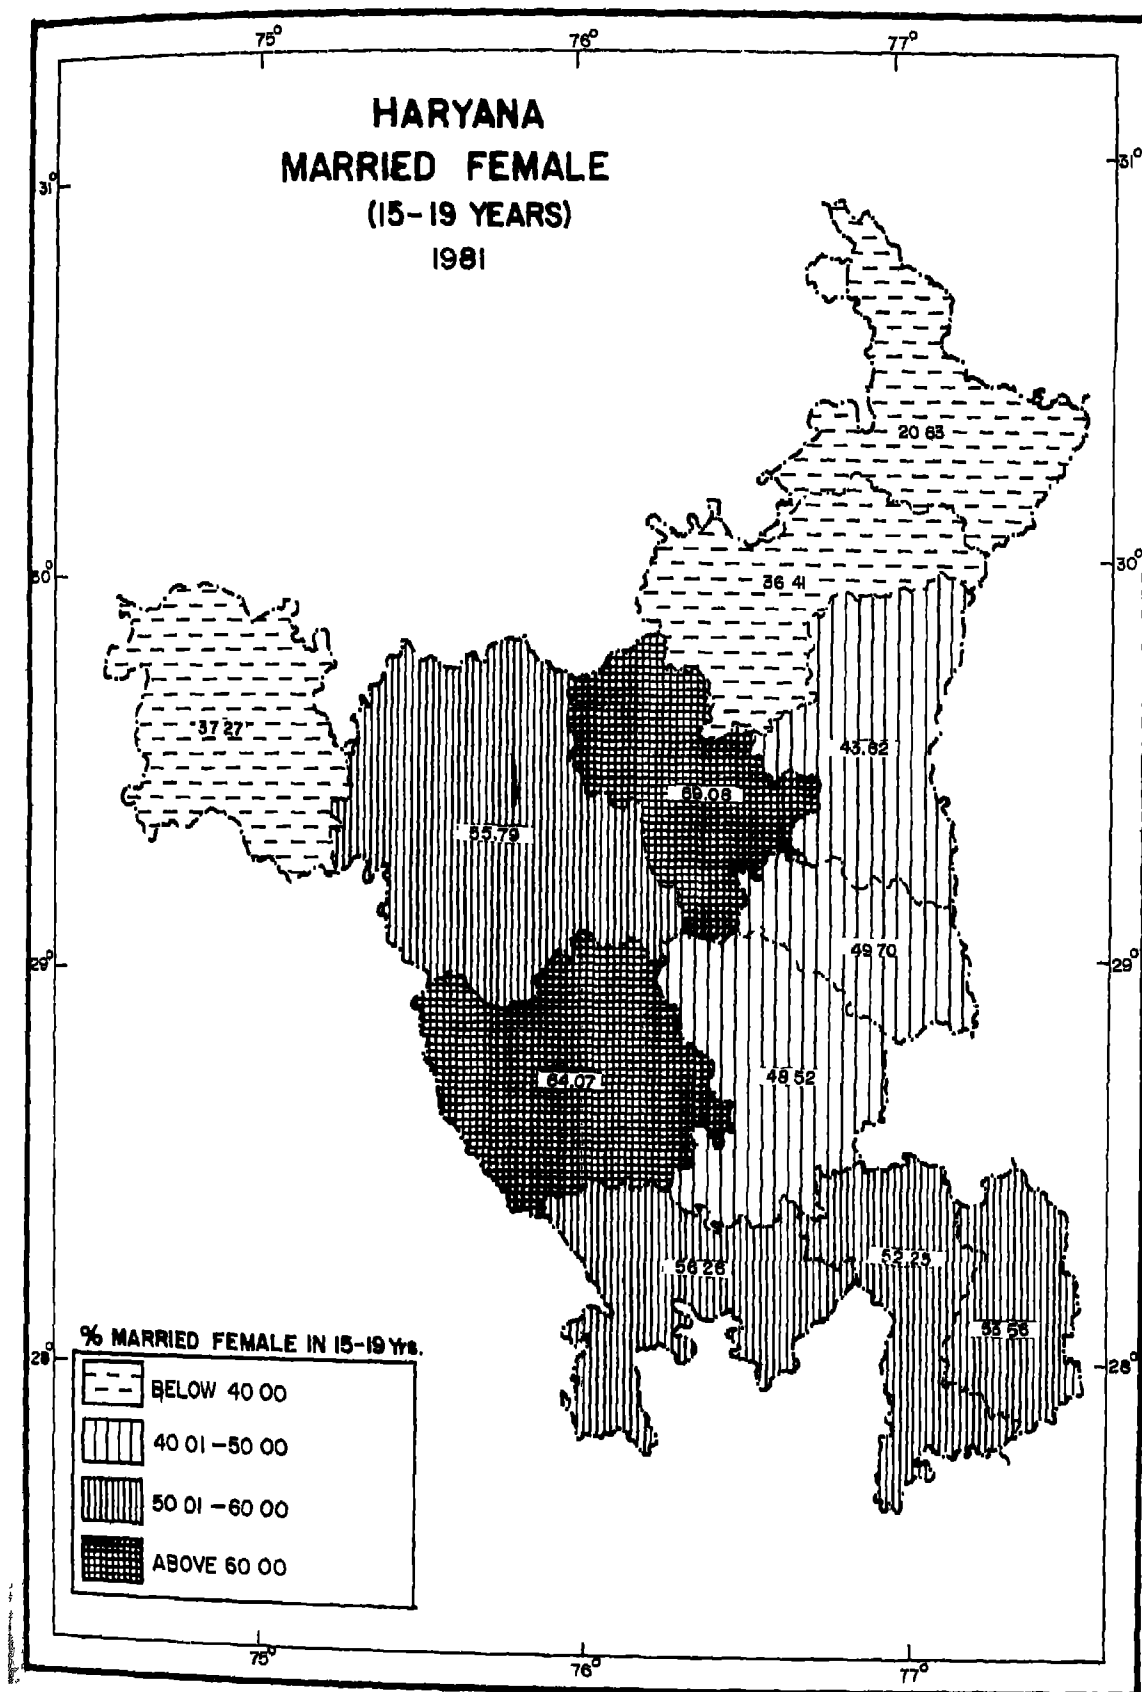 75° 76° 77°
HARYANA
MARRIED FEMALE
(15-19 YEARS)
1981
31° 31°
20 63
30° 30°
36 41
37 27
43.82
69.08
55.79
49 70
29° 29°
64.07
48 52
52.25
56 26
% MARRIED FEMALE IN 15-19 Yrs.
28° 28°
BELOW 40 00
40 01-50 00
50 01-60 00
ABOVE 60 00
75° 76° 77°